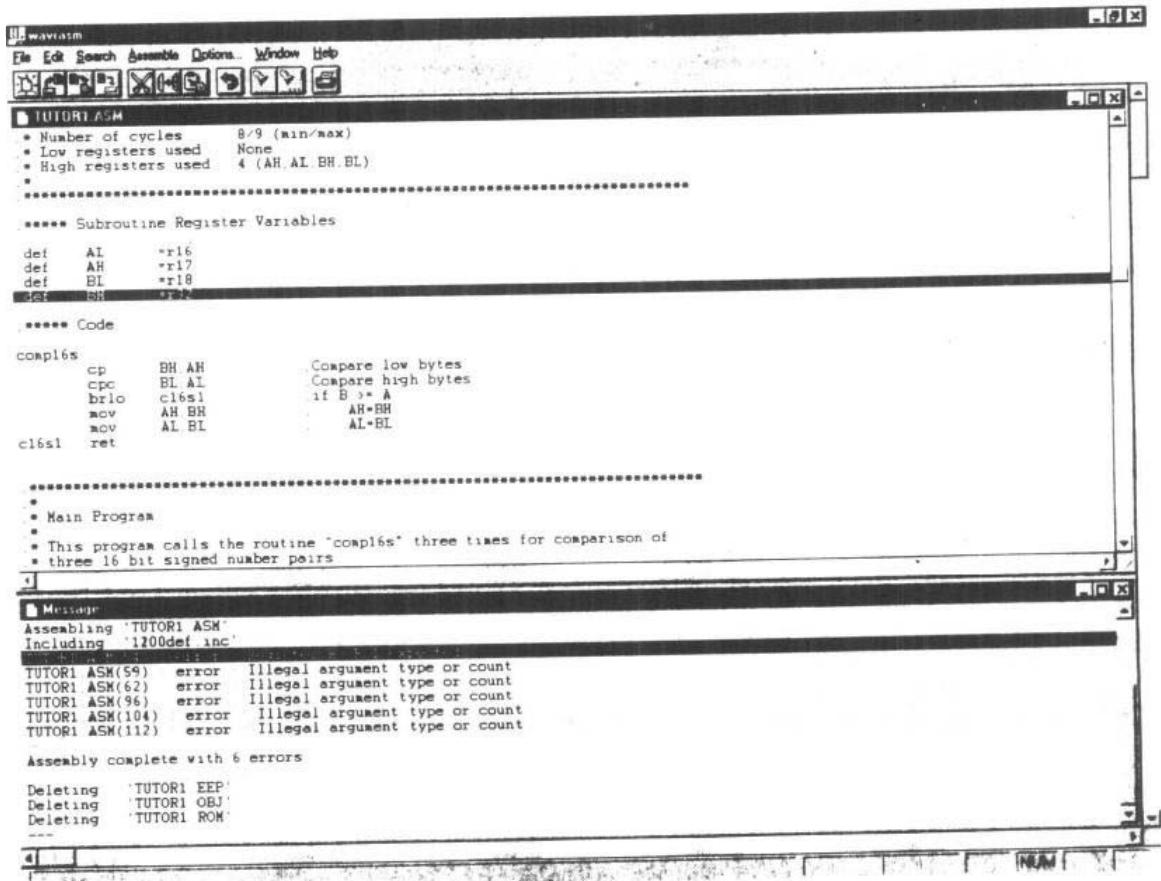 wavrasm
File Edit Search Assemble Options... Window Help
TUTOR1.ASM
* Number of cycles 8/9 (min/max)
* Low registers used None
* High registers used 4 (AH,AL,BH,BL)
*
***** Subroutine Register Variables
def AL =r16
def AH =r17
def BL =r18
def BH =r32
***** Code
comp16s
cp BH,AH Compare low bytes
cpc BL,AL Compare high bytes
brlo c16s1 if B >= A
mov AH,BH AH=BH
mov AL,BL AL=BL
c16s1 ret
*
* Main Program
*
* This program calls the routine "comp16s" three times for comparison of
* three 16 bit signed number pairs
Message
Assembling 'TUTOR1 ASM'
Including '1200def.inc'
TUTOR1 ASM(59) error Illegal argument type or count
TUTOR1 ASM(62) error Illegal argument type or count
TUTOR1 ASM(96) error Illegal argument type or count
TUTOR1 ASM(104) error Illegal argument type or count
TUTOR1 ASM(112) error Illegal argument type or count
Assembly complete with 6 errors
Deleting 'TUTOR1 EEP'
Deleting 'TUTOR1 OBJ'
Deleting 'TUTOR1 ROM'
---
NUM